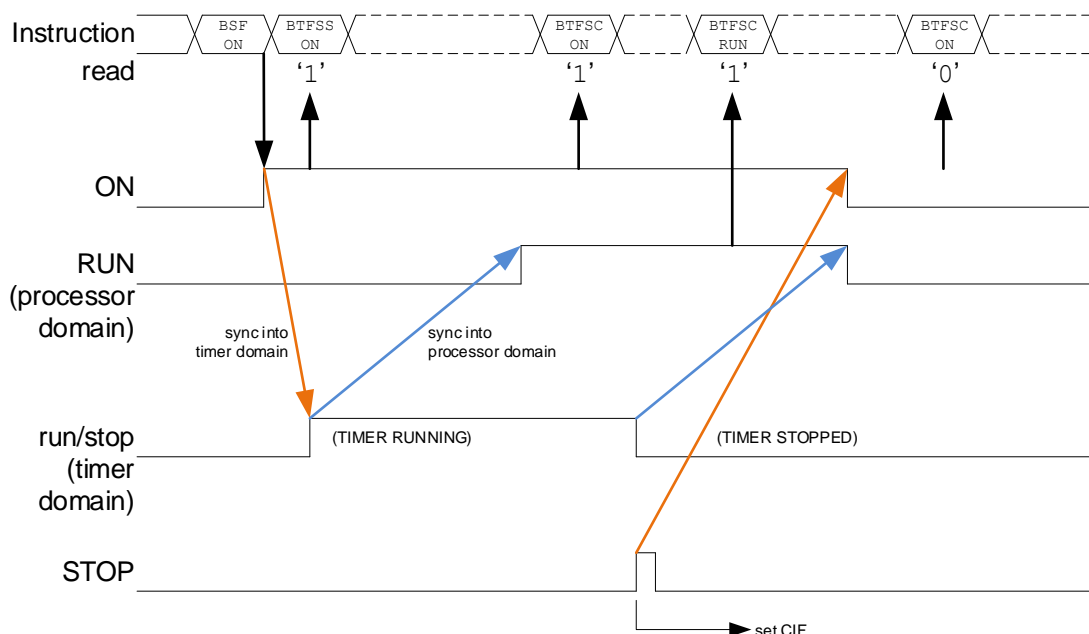 Instruction
BSF
ON
BTFSS
ON
BTFSC
ON
BTFSC
RUN
BTFSC
ON
read
‘1’
‘1’
‘1’
‘0’
ON
RUN
(processor
domain)
sync into
timer domain
sync into
processor domain
run/stop
(timer
domain)
(TIMER RUNNING)
(TIMER STOPPED)
STOP
set CIF